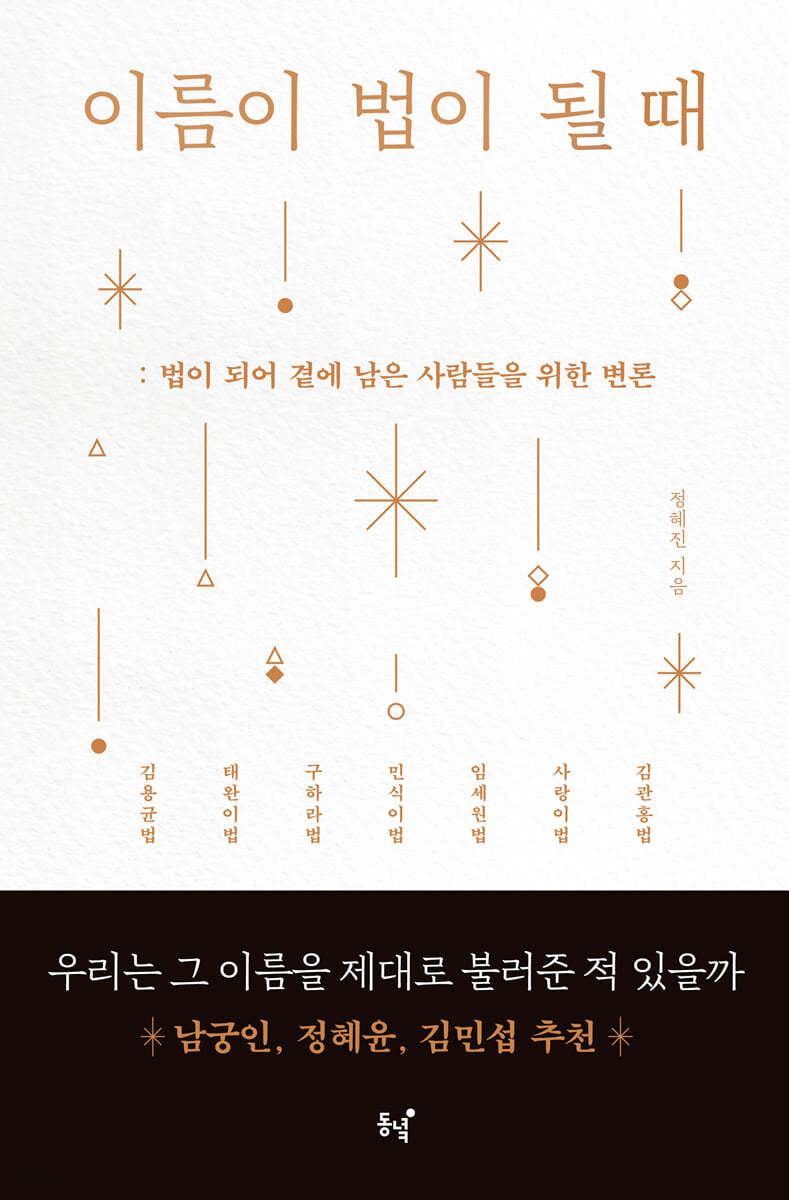 이름이 법이 될 때
: 법이 되어 곁에 남은 사람들을 위한 변론
정혜진 지음
김용균법
태완이법
구하라법
민식이법
임세원법
사랑이법
김관홍법
우리는 그 이름을 제대로 불러준 적 있을까
남궁인, 정혜윤, 김민섭 추천
동녘